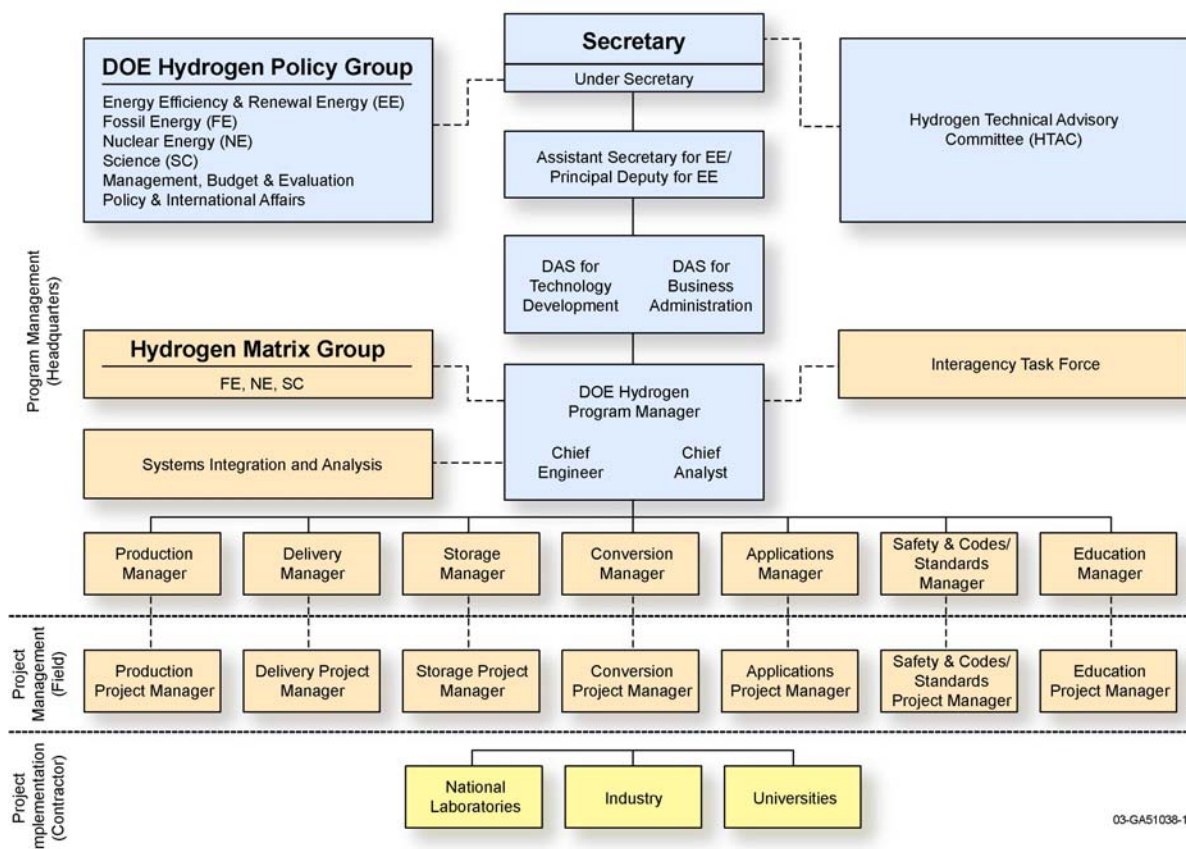 Secretary
Under Secretary
DOE Hydrogen Policy Group
Energy Efficiency & Renewal Energy (EE)
Fossil Energy (FE)
Nuclear Energy (NE)
Science (SC)
Management, Budget & Evaluation
Policy & International Affairs
Hydrogen Technical Advisory
Committee (HTAC)
Assistant Secretary for EE/
Principal Deputy for EE
DAS for
Technology
Development
DAS for
Business
Administration
Program Management
(Headquarters)
Hydrogen Matrix Group
FE, NE, SC
Interagency Task Force
DOE Hydrogen
Program Manager
Chief
Engineer
Chief
Analyst
Systems Integration and Analysis
Production
Manager
Delivery
Manager
Storage
Manager
Conversion
Manager
Applications
Manager
Safety & Codes/
Standards
Manager
Education
Manager
Project
Management
(Field)
Production
Project Manager
Delivery Project
Manager
Storage Project
Manager
Conversion
Project Manager
Applications
Project Manager
Safety & Codes/
Standards
Project Manager
Education
Project Manager
Project
mplementation
(Contractor)
National
Laboratories
Industry
Universities
03-GA51038-1